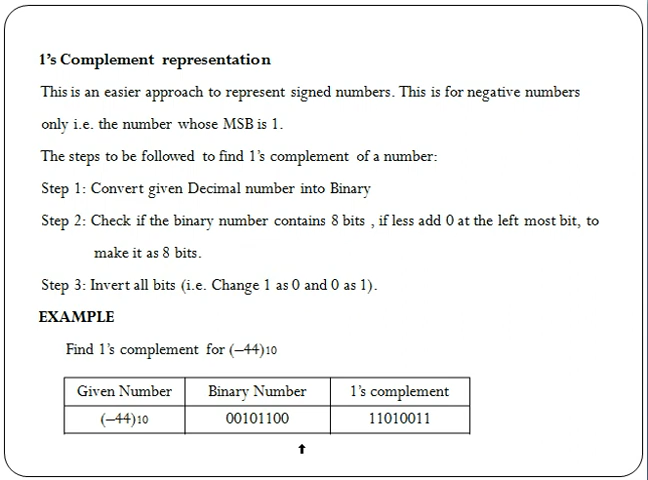 1's Complement representation
This is an easier approach to represent signed numbers. This is for negative numbers
only i.e. the number whose MSB is 1.
The steps to be followed to find 1's complement of a number:
Step 1: Convert given Decimal number into Binary
Step 2: Check if the binary number contains 8 bits , if less add 0 at the left most bit, to
make it as 8 bits.
Step 3: Invert all bits (i.e. Change 1 as 0 and 0 as 1).
EXAMPLE
Find 1's complement for (–44)10
Given Number Binary Number 1's complement
(–44)10 00101100 11010011